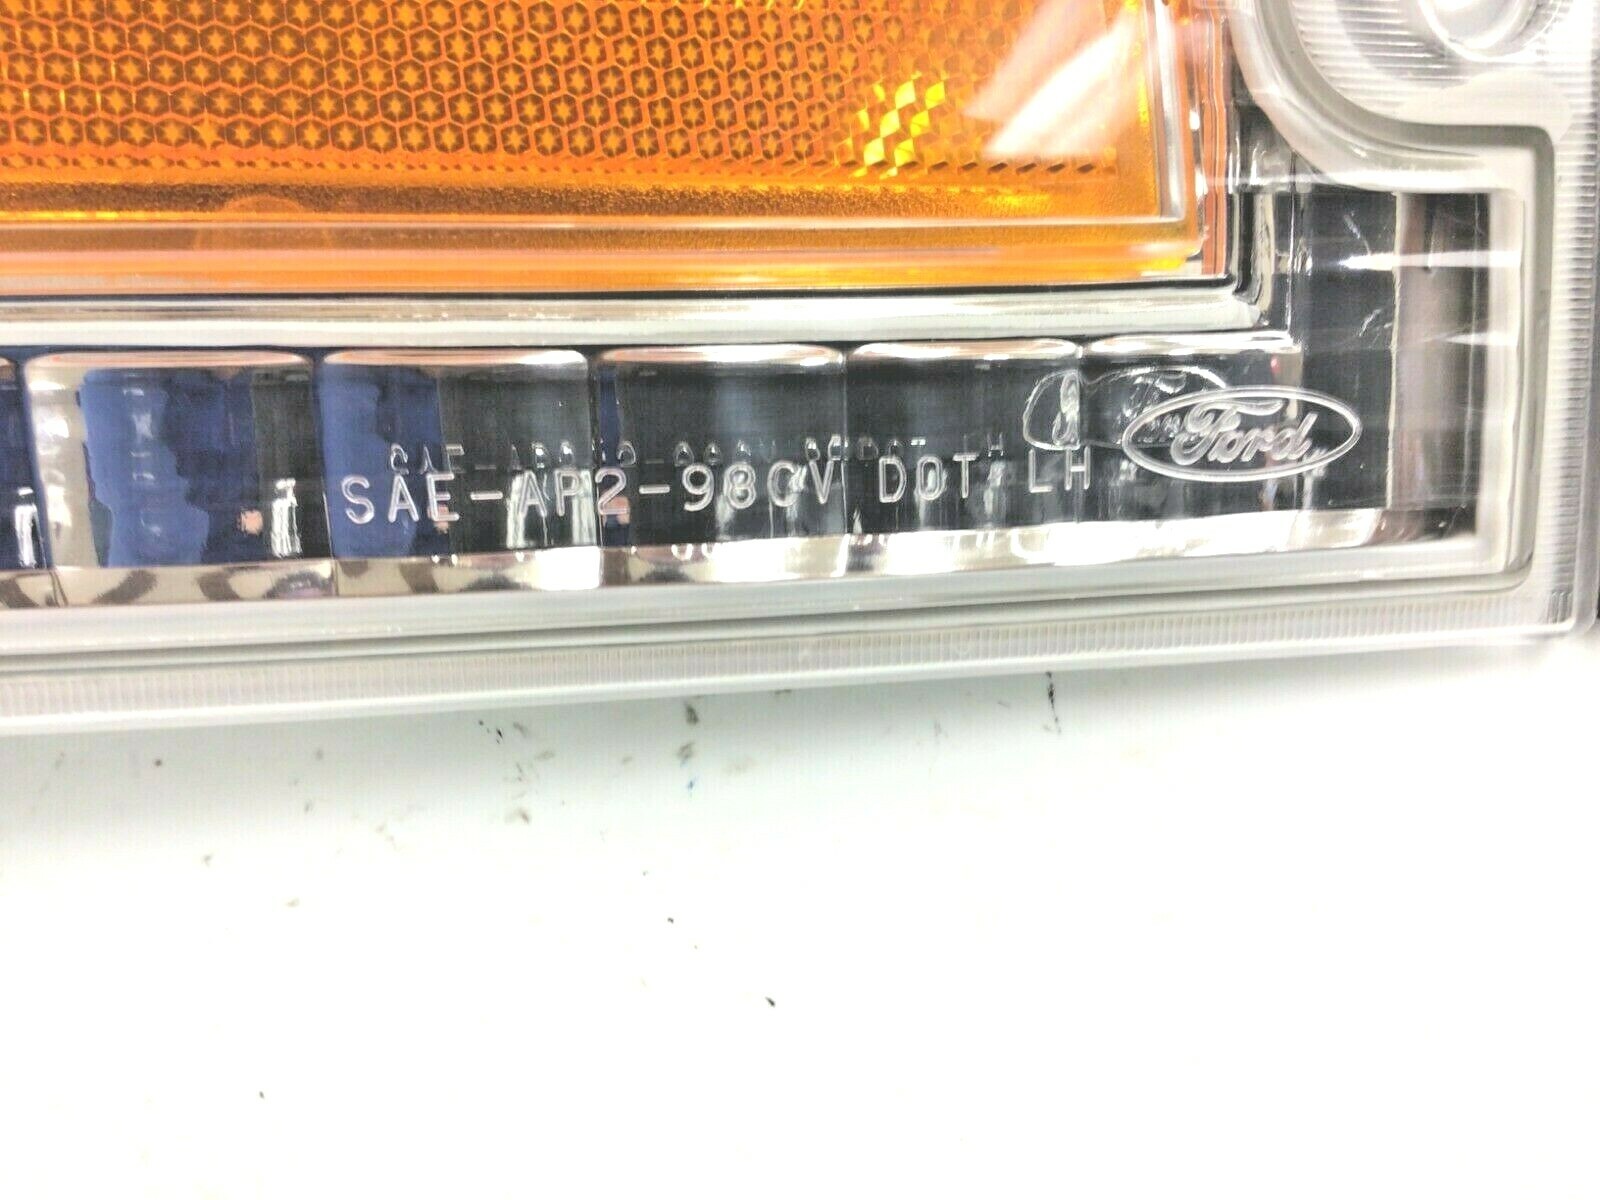 SAE-AP2-98CV DOT LH Ford